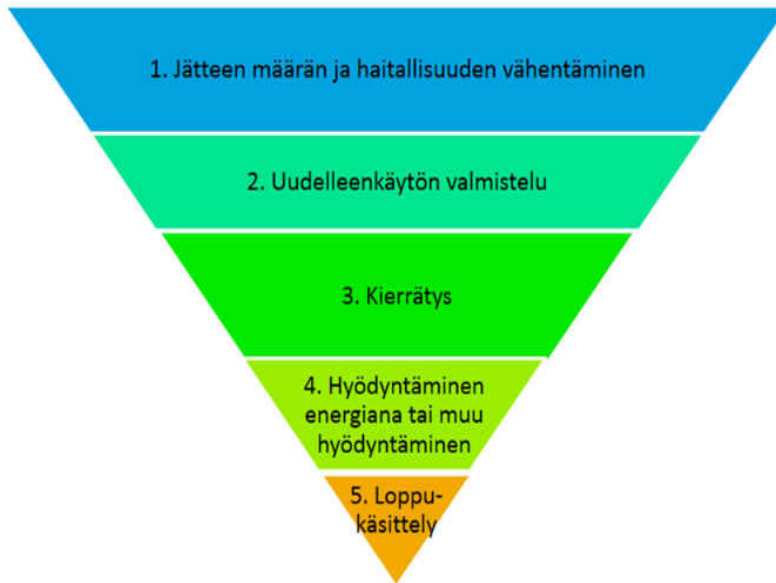 1. Jätteen määrän ja haitallisuuden vähentäminen
2. Uudelleenkäytön valmistelu
3. Kierrätys
4. Hyödyntäminen
energiana tai muu
hyödyntäminen
5. Loppu-
käsittely